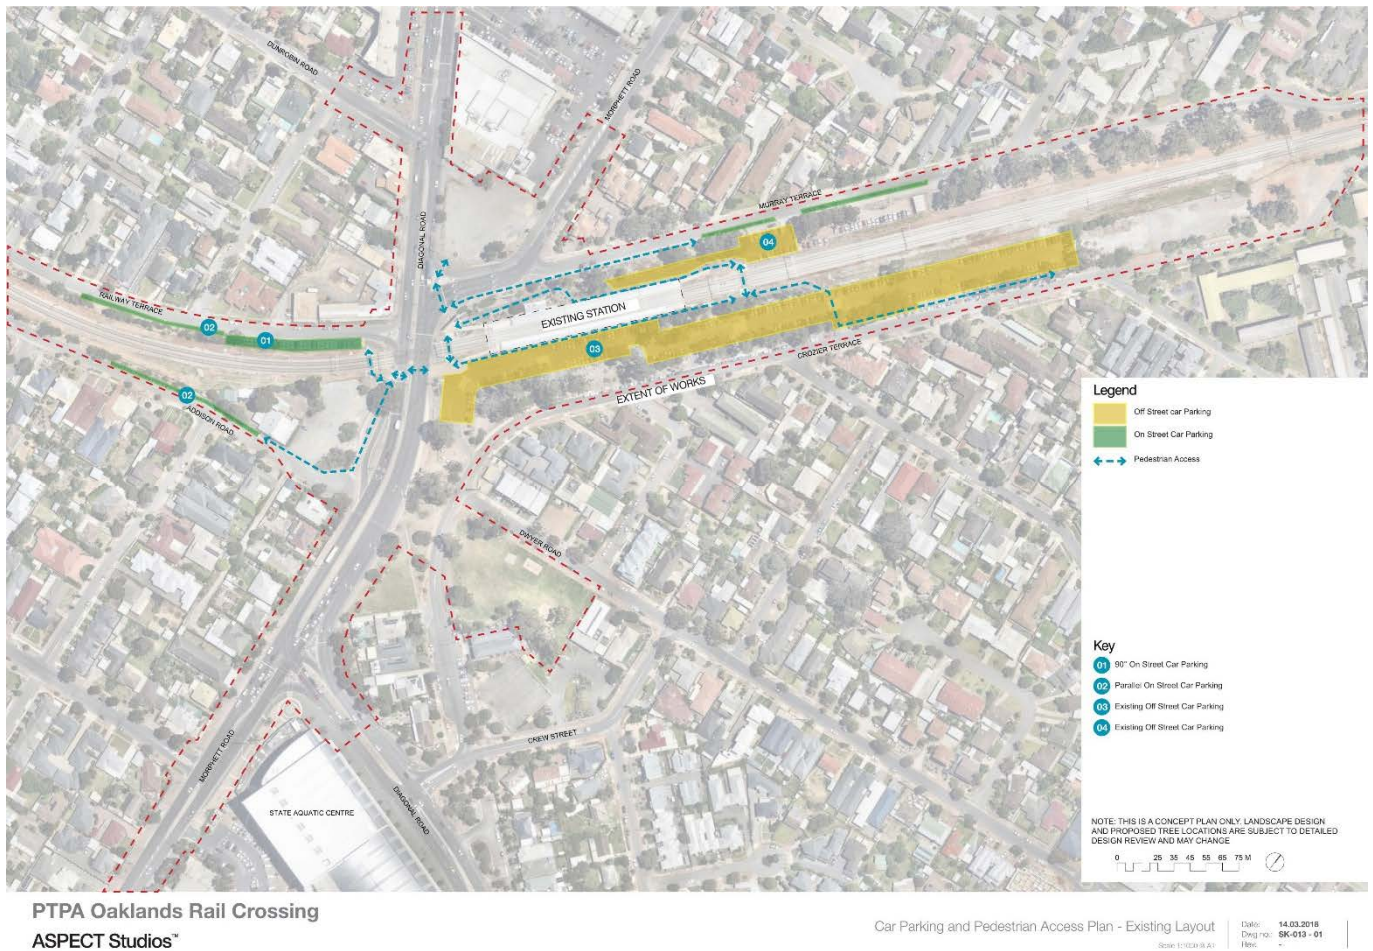 DUNROBIN ROAD
MORPHETT ROAD
DIAGONAL ROAD
MURRAY TERRACE
04
RAILWAY TERRACE
02
01
EXISTING STATION
03
CROZIER TERRACE
EXTENT OF WORKS
02
ADDISON ROAD
DWYER ROAD
CREW STREET
MORPHETT ROAD
STATE AQUATIC CENTRE
DIAGONAL ROAD
Legend
Off Street car Parking
On Street Car Parking
Pedestrian Access
Key
01 90° On Street Car Parking
02 Parallel On Street Car Parking
03 Existing Off Street Car Parking
04 Existing Off Street Car Parking
NOTE: THIS IS A CONCEPT PLAN ONLY. LANDSCAPE DESIGN
AND PROPOSED TREE LOCATIONS ARE SUBJECT TO DETAILED
DESIGN REVIEW AND MAY CHANGE
0 25 35 45 55 65 75 M
PTPA Oaklands Rail Crossing
ASPECT Studios™
Car Parking and Pedestrian Access Plan - Existing Layout
Date: 14.03.2018
Dwg no: SK-013 - 01
Rev: -